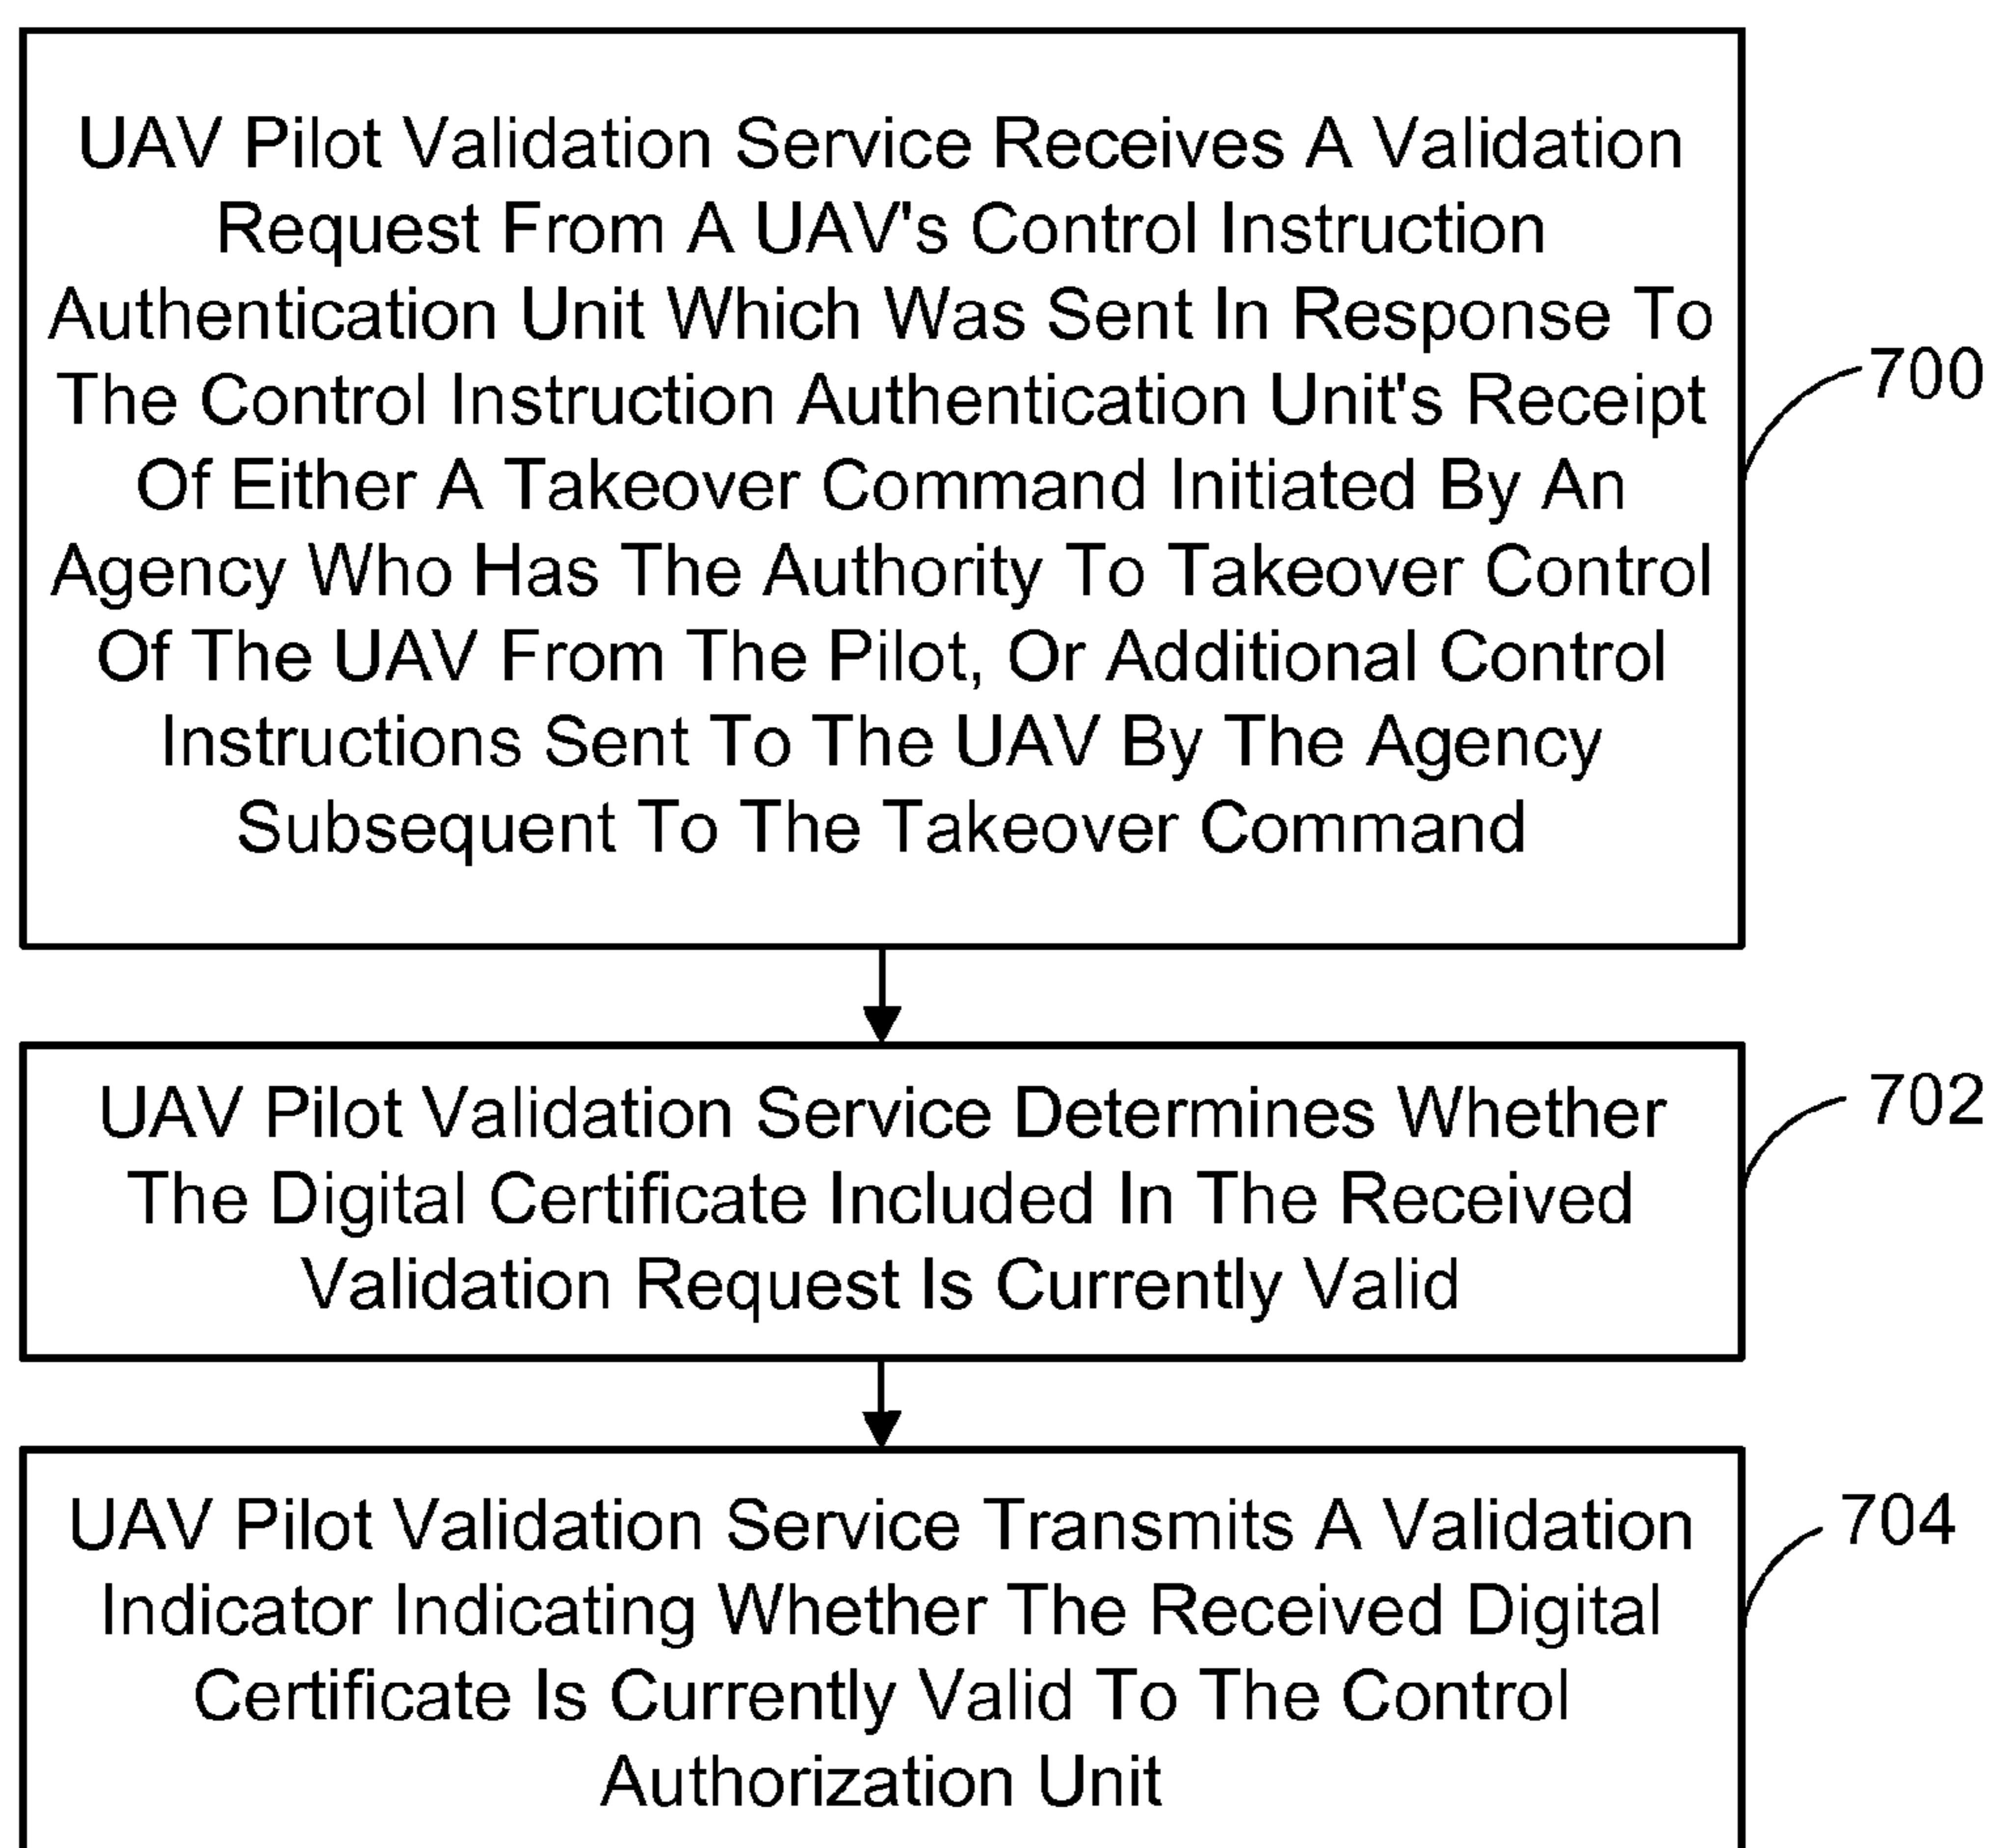 UAV Pilot Validation Service Receives A Validation
Request From A UAV's Control Instruction
Authentication Unit Which Was Sent In Response To
The Control Instruction Authentication Unit's Receipt
Of Either A Takeover Command Initiated By An
Agency Who Has The Authority To Takeover Control
Of The UAV From The Pilot, Or Additional Control
Instructions Sent To The UAV By The Agency
Subsequent To The Takeover Command
700
UAV Pilot Validation Service Determines Whether
The Digital Certificate Included In The Received
Validation Request Is Currently Valid
702
UAV Pilot Validation Service Transmits A Validation
Indicator Indicating Whether The Received Digital
Certificate Is Currently Valid To The Control
Authorization Unit
704